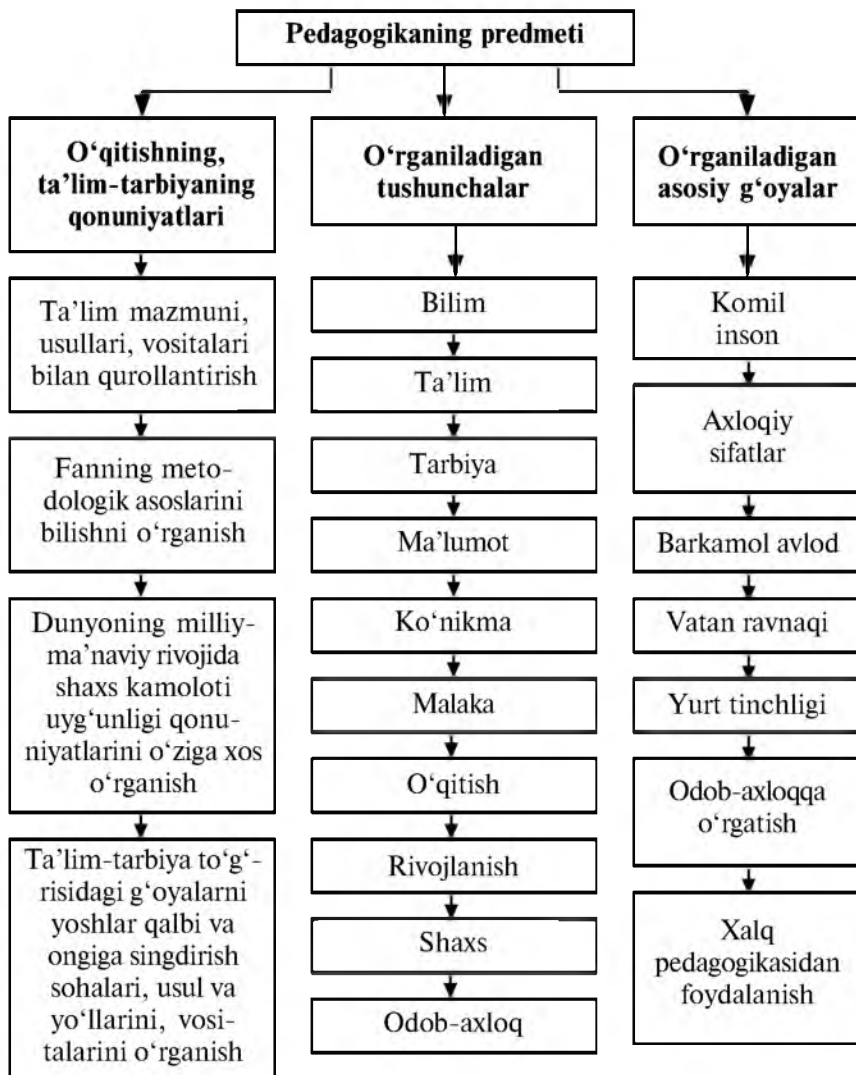 Pedagogikaning predmeti
O‘qitishning,
ta’lim-tarbiyaning
qonuniyatlari
Ta’lim mazmuni,
usullari, vositalari
bilan qurollantirish
Fanning meto-
dologik asoslarini
bilishni o‘rganish
Dunyoning milliy-
ma’naviy rivojida
shaxs kamoloti
uyg‘unligi qonu-
niyatlarini o‘ziga xos
o‘rganish
Ta’lim-tarbiya to‘g‘-
risidagi g‘oyalarni
yoshlar qalbi va
ongiga singdirish
sohalari, usul va
yo‘llarini, vosi-
talarini o‘rganish
O‘rganiladigan
tushunchalar
Bilim
Ta’lim
Tarbiya
Ma’lumot
Ko‘nikma
Malaka
O‘qitish
Rivojlanish
Shaxs
Odob-axloq
O‘rganiladigan
asosiy g‘oyalar
Komil
inson
Axloqiy
sifatlar
Barkamol avlod
Vatan ravnaqi
Yurt tinchligi
Odob-axloqqa
o‘rgatish
Xalq
pedagogikasidan
foydalanish